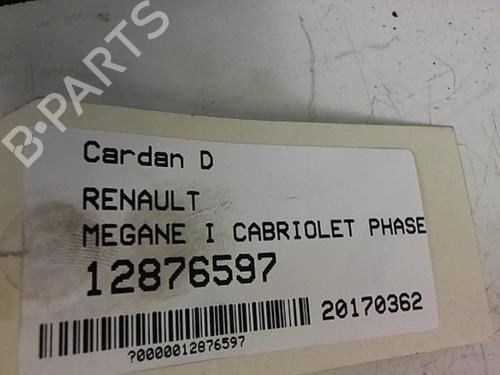 B-PARTS
Cardan D
RENAULT
MEGANE I CABRIOLET PHASE
12876597
20170362
?0000012876597